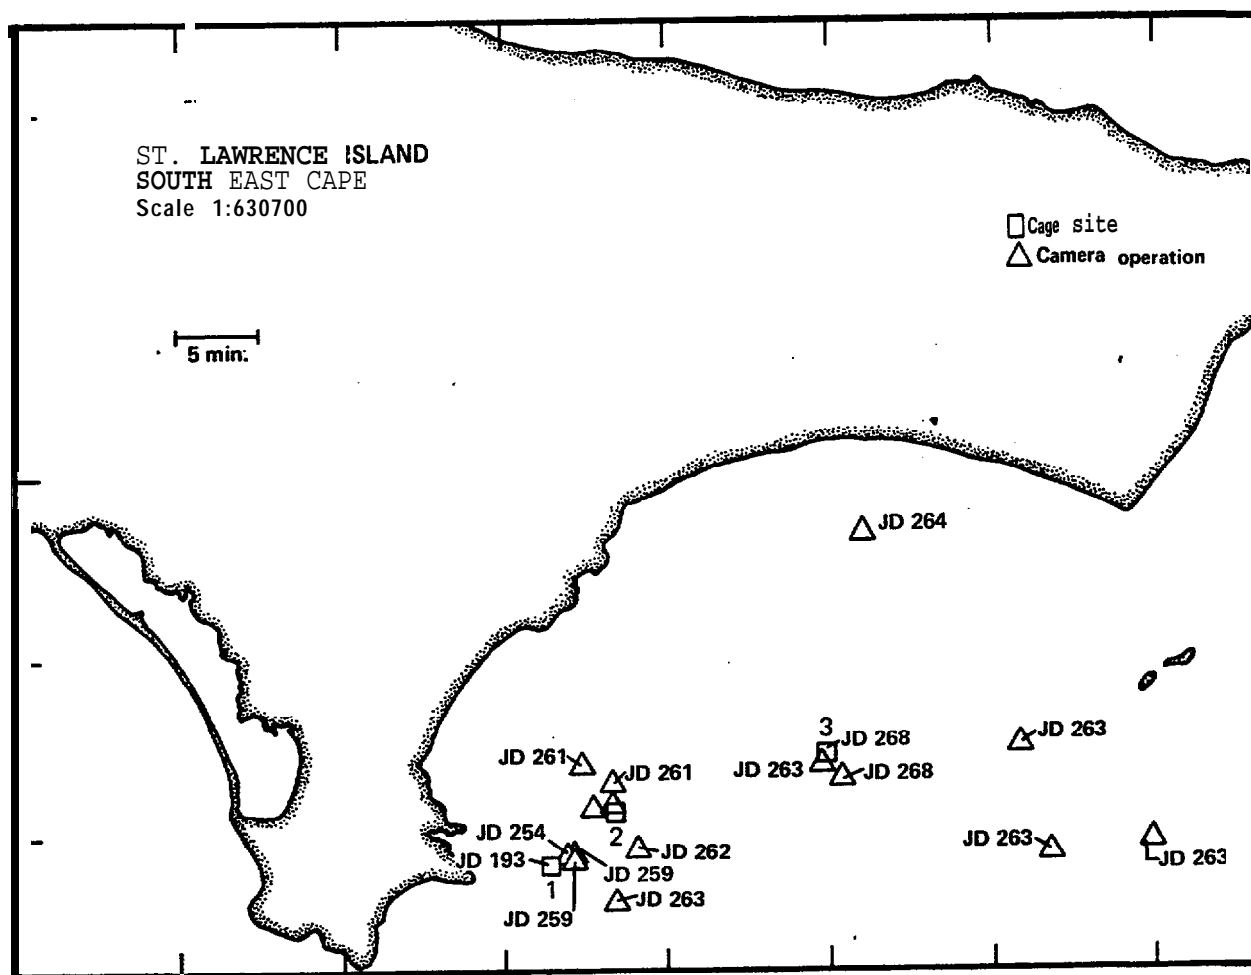 ST. LAWRENCE ISLAND
SOUTH EAST CAPE
Scale 1:630700
Cage site
Camera operation
5 min.
JD 264
3
JD 268
JD 263
JD 261
JD 261
JD 263
JD 268
2
JD 254
JD 262
JD 263
JD 263
JD 193
JD 259
1
JD 263
JD 259